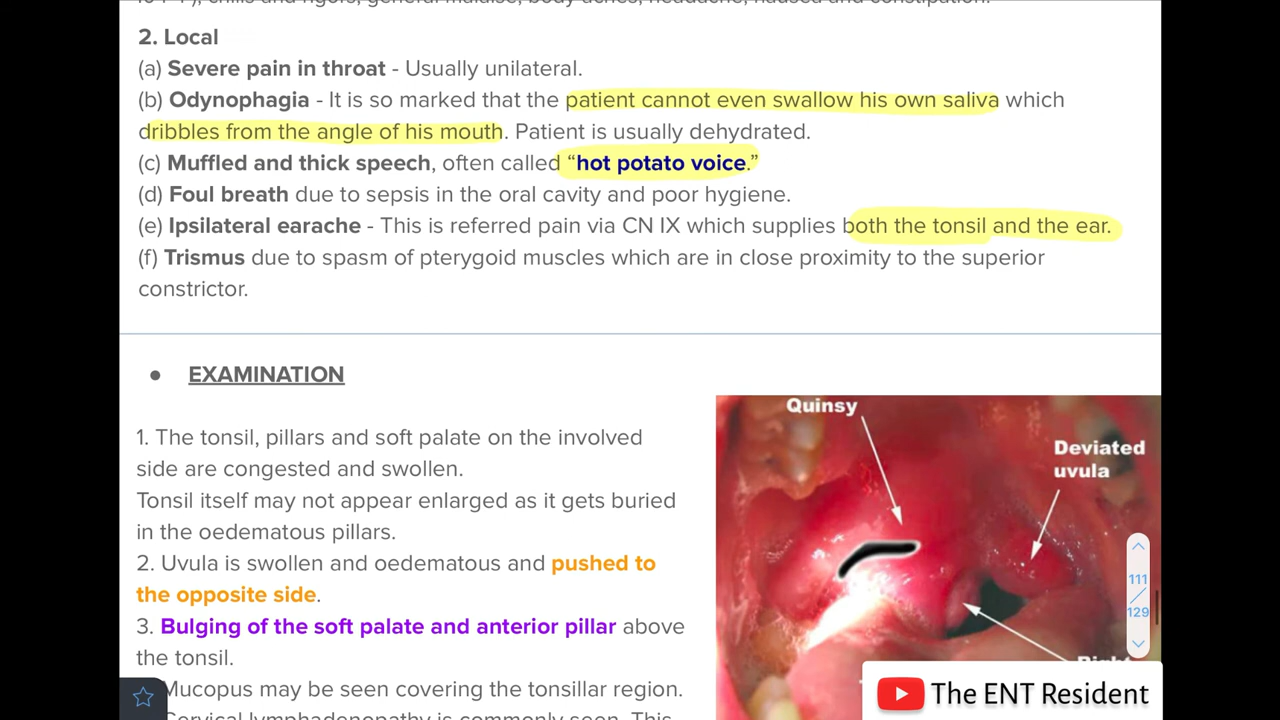 2. Local
(a) Severe pain in throat - Usually unilateral.
(b) Odynophagia - It is so marked that the patient cannot even swallow his own saliva which
dribbles from the angle of his mouth. Patient is usually dehydrated.
(c) Muffled and thick speech, often called “hot potato voice.”
(d) Foul breath due to sepsis in the oral cavity and poor hygiene.
(e) Ipsilateral earache - This is referred pain via CN IX which supplies both the tonsil and the ear.
(f) Trismus due to spasm of pterygoid muscles which are in close proximity to the superior
constrictor.
● EXAMINATION
1. The tonsil, pillars and soft palate on the involved
side are congested and swollen.
Tonsil itself may not appear enlarged as it gets buried
in the oedematous pillars.
2. Uvula is swollen and oedematous and pushed to
the opposite side.
3. Bulging of the soft palate and anterior pillar above
the tonsil.
Mucopus may be seen covering the tonsillar region.
Quinsy
Deviated
uvula
111
129
The ENT Resident